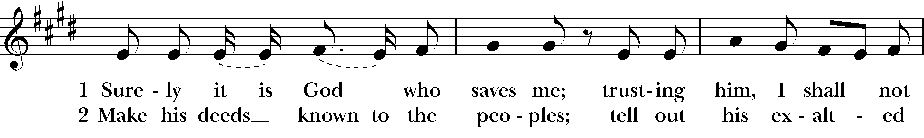 1 Sure - ly it is God who saves me; trust-ing him, I shall not
2 Make his deeds__ known to the peo - ples; tell out his ex - alt - ed